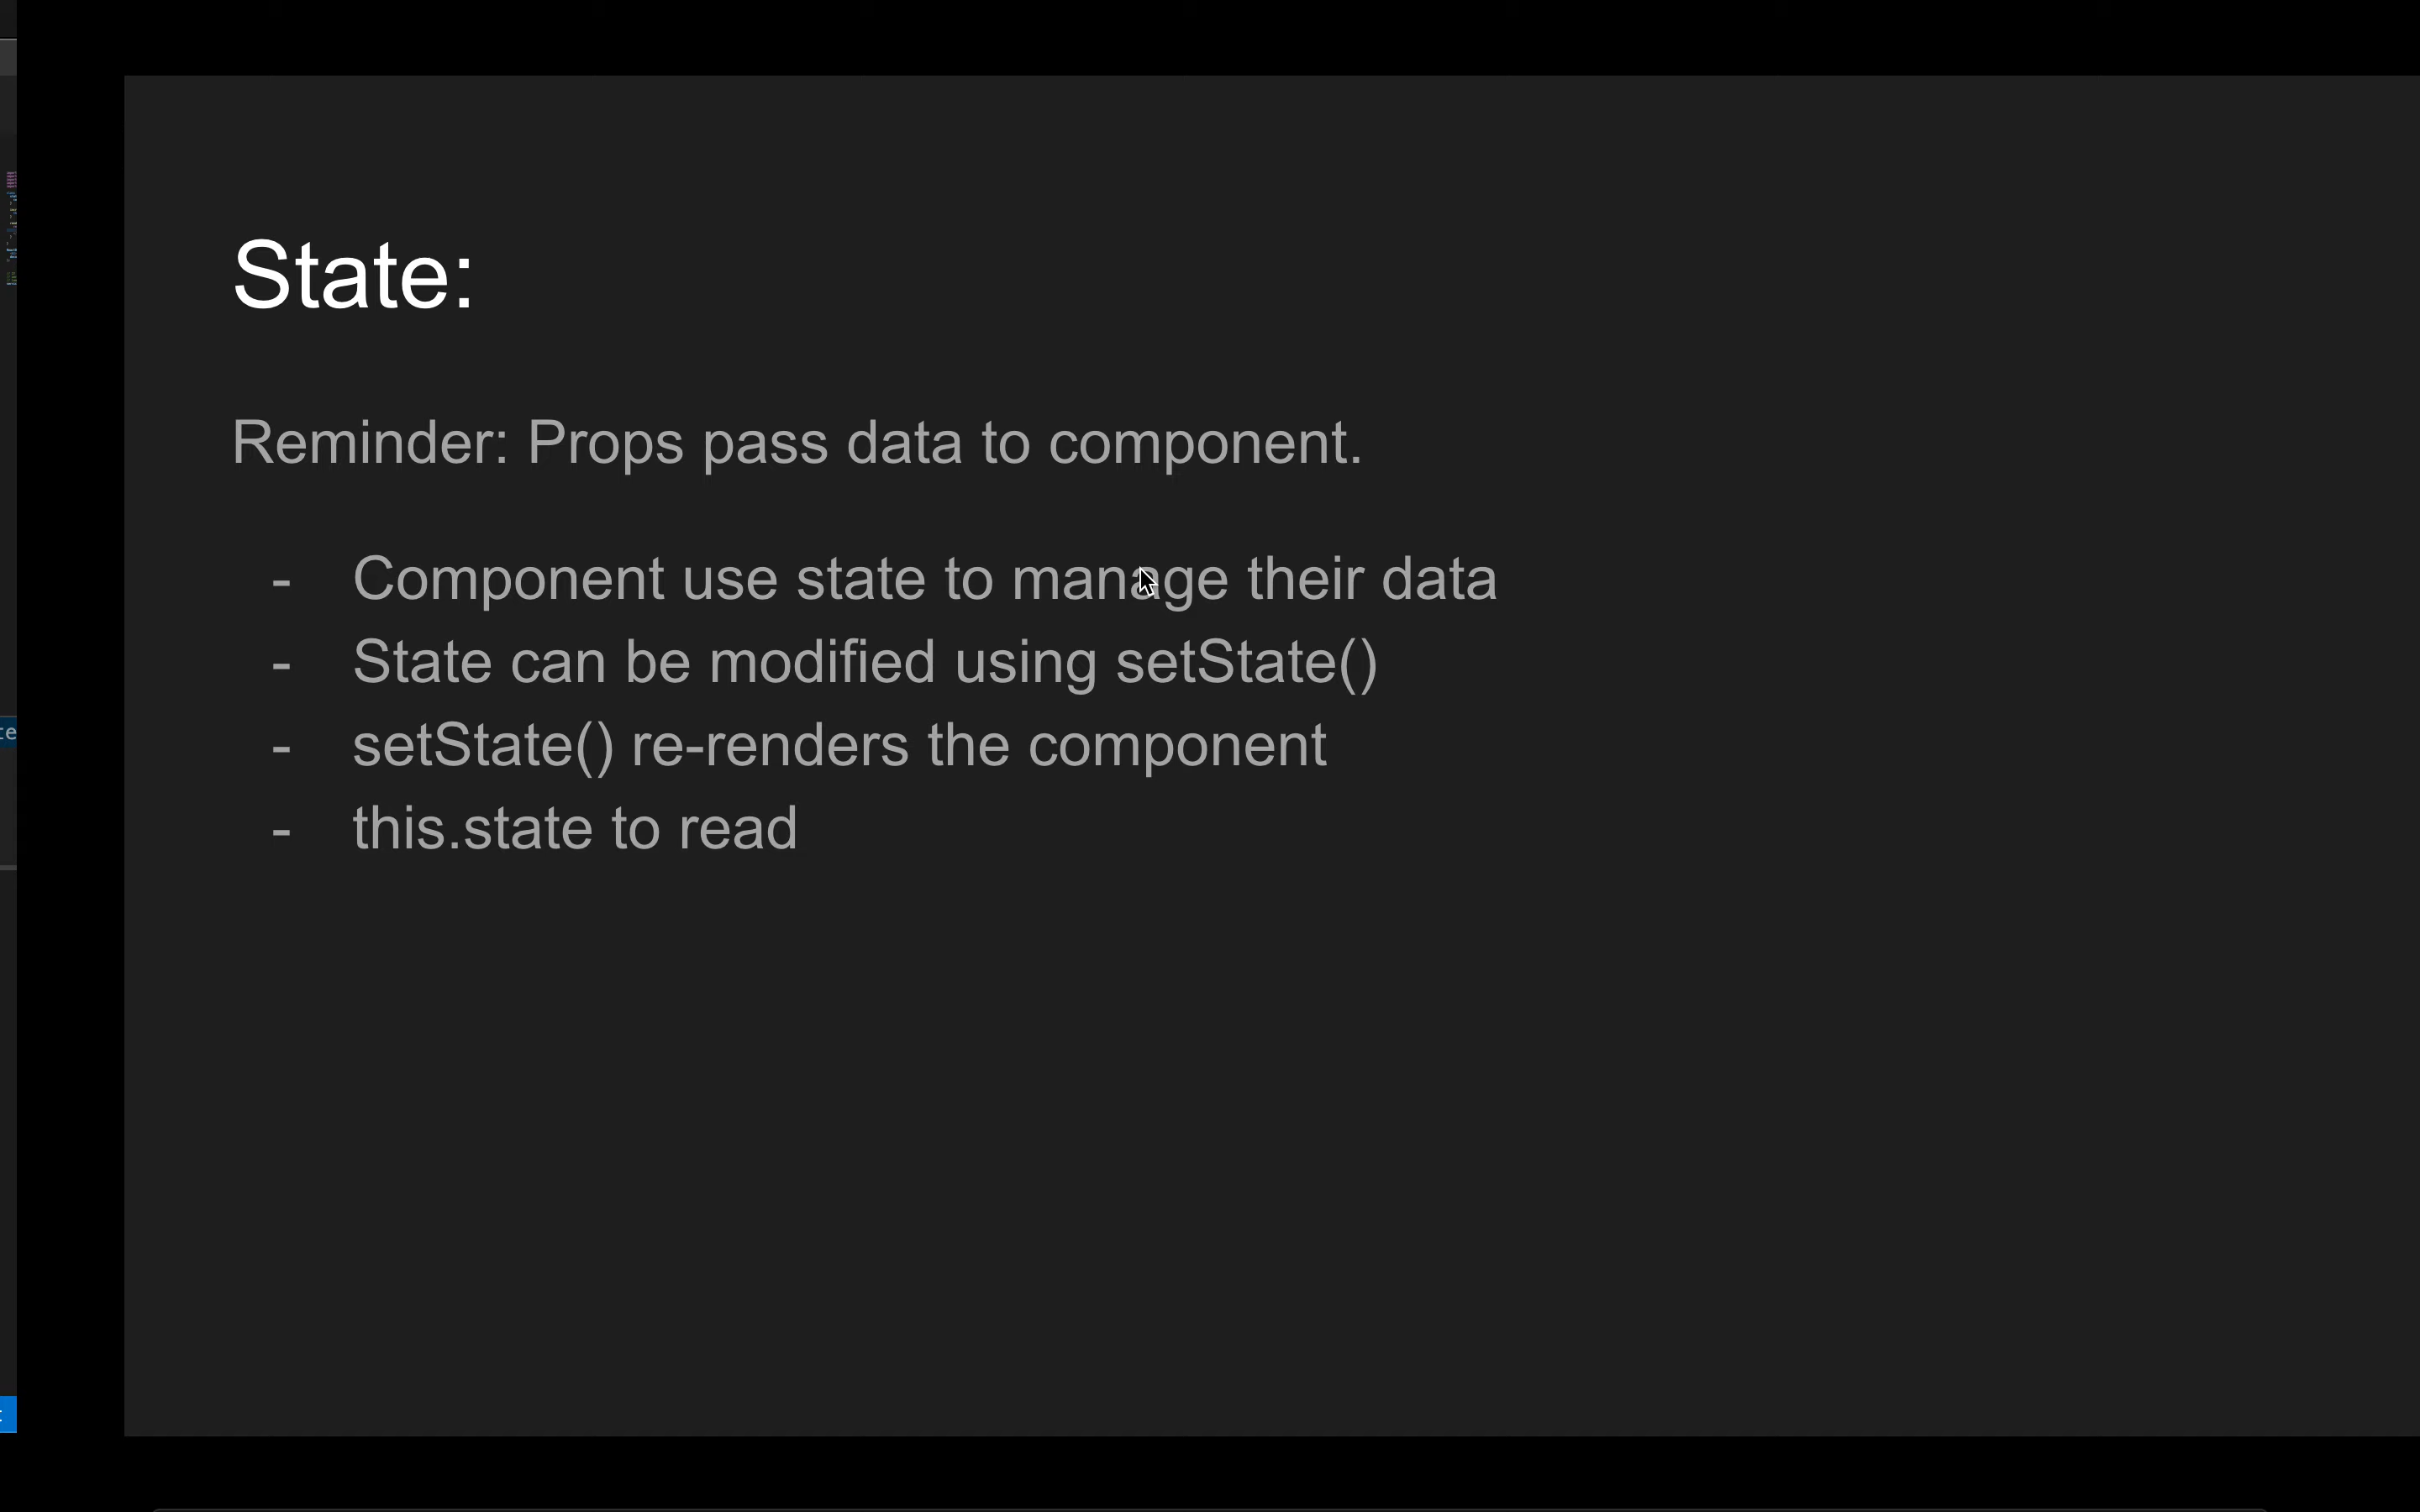 State:
Reminder: Props pass data to component.
- Component use state to manage their data
- State can be modified using setState()
- setState() re-renders the component
- this.state to read
te